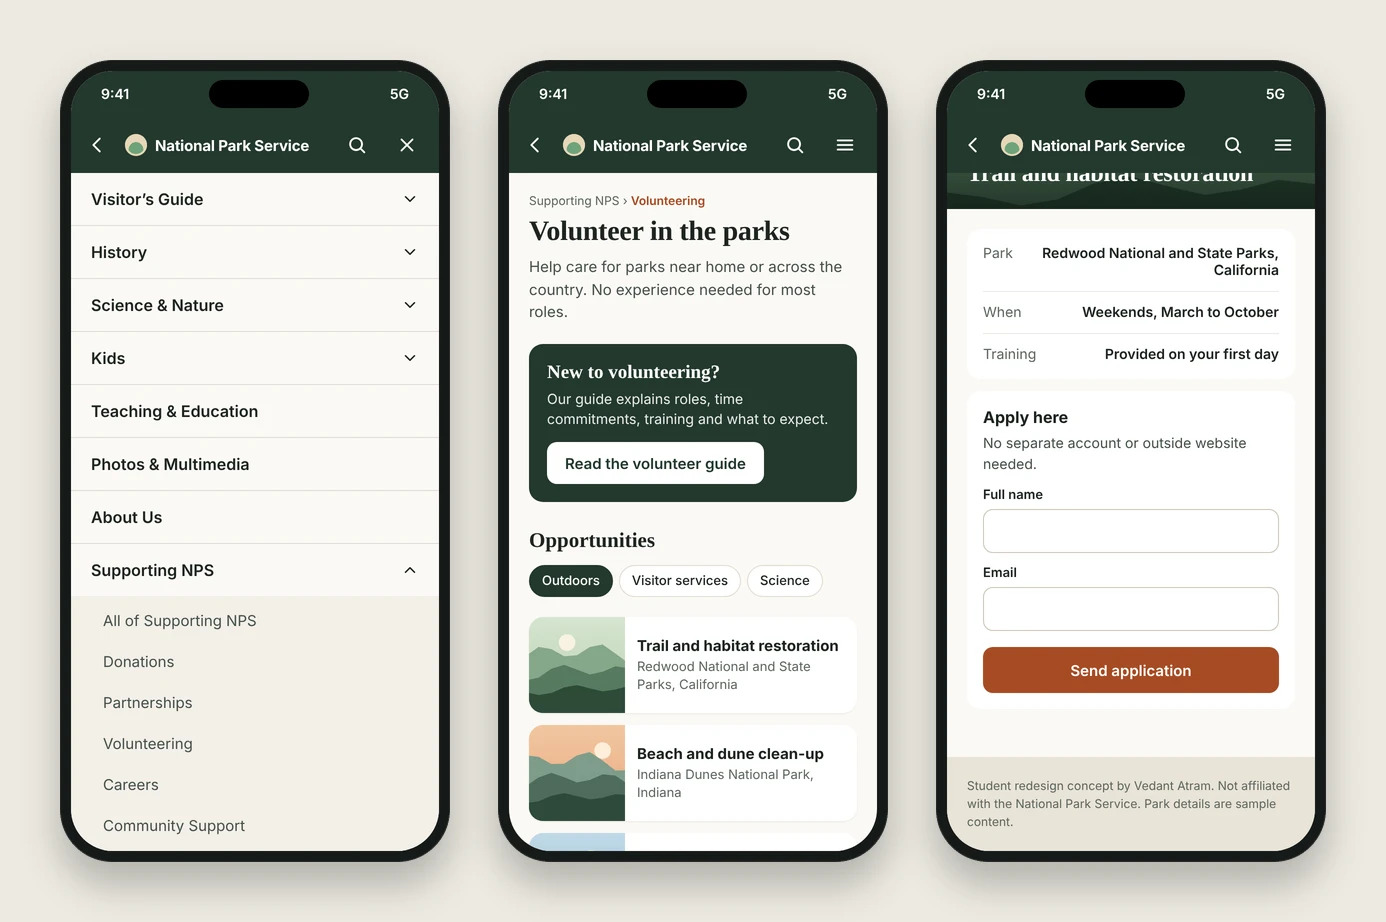 9:41
5G
National Park Service
Visitor’s Guide
History
Science & Nature
Kids
Teaching & Education
Photos & Multimedia
About Us
Supporting NPS
All of Supporting NPS
Donations
Partnerships
Volunteering
Careers
Community Support
9:41
5G
National Park Service
Supporting NPS › Volunteering
Volunteer in the parks
Help care for parks near home or across the
country. No experience needed for most
roles.
New to volunteering?
Our guide explains roles, time
commitments, training and what to expect.
Read the volunteer guide
Opportunities
Outdoors
Visitor services
Science
Trail and habitat restoration
Redwood National and State
Parks, California
Beach and dune clean-up
Indiana Dunes National Park,
Indiana
9:41
5G
National Park Service
Trail and habitat restoration
Park
Redwood National and State Parks,
California
When
Weekends, March to October
Training
Provided on your first day
Apply here
No separate account or outside website
needed.
Full name
Email
Send application
Student redesign concept by Vedant Atram. Not affiliated
with the National Park Service. Park details are sample
content.